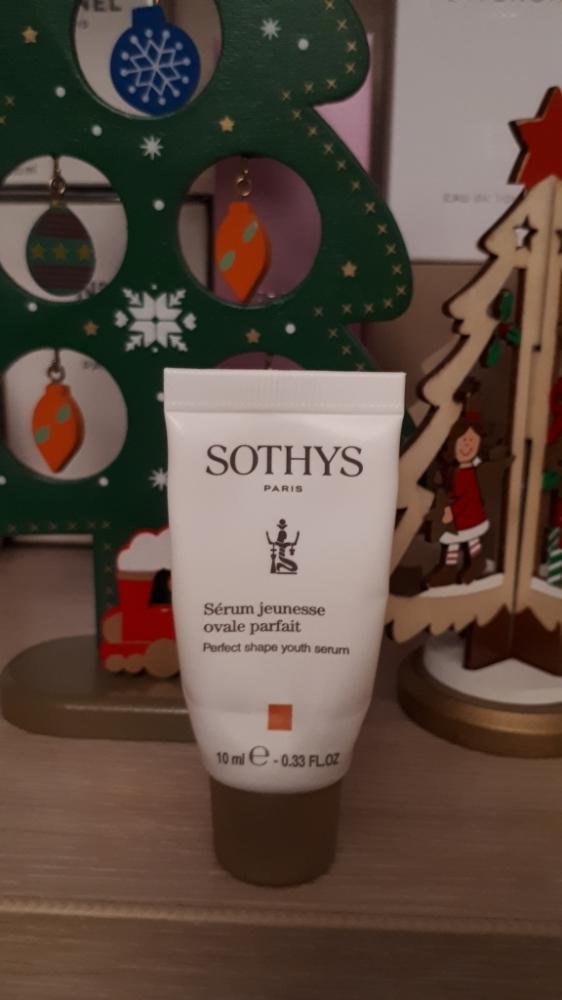 SOTHYS
PARIS
Sérum jeunesse
ovale parfait
Perfect shape youth serum
10 ml e - 0.33 FL.OZ